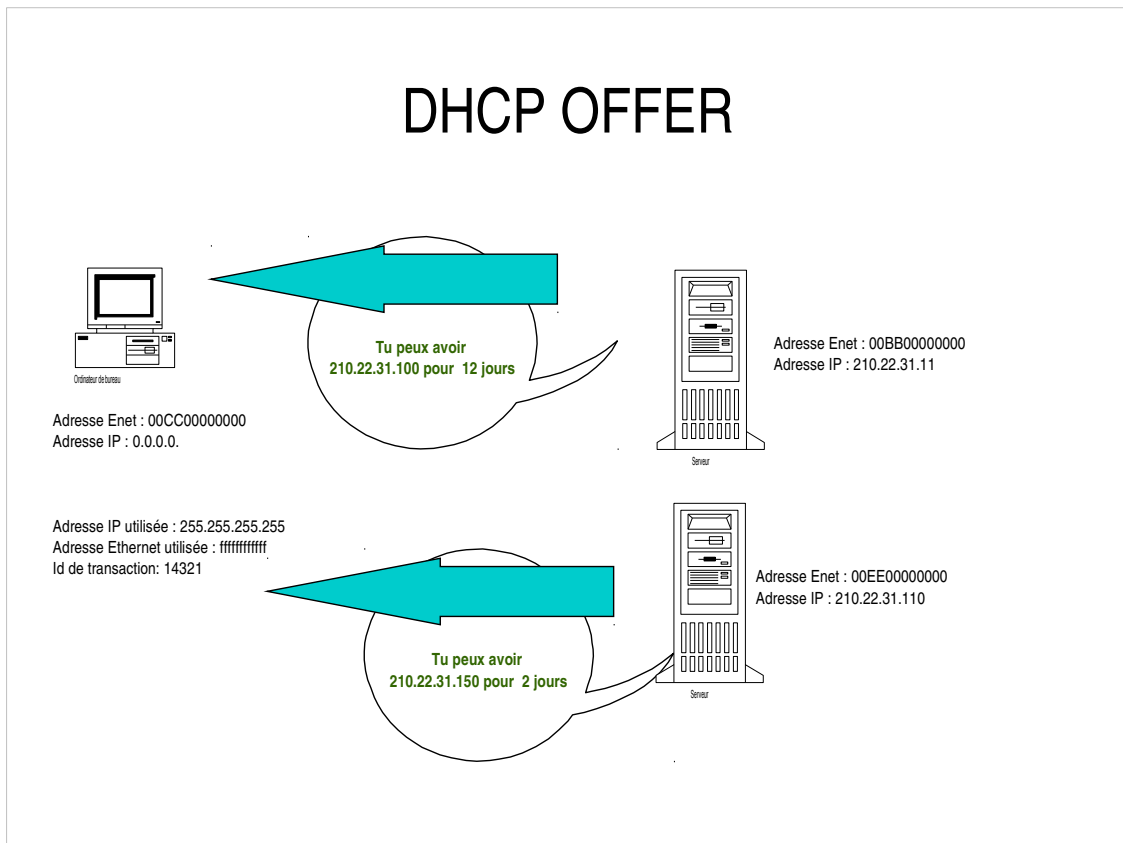 DHCP OFFER
Tu peux avoir
210.22.31.100 pour 12 jours
Ordinateur de bureau
Adresse Enet : 00CC00000000
Adresse IP : 0.0.0.0.
Adresse Enet : 00BB00000000
Adresse IP : 210.22.31.11
Serveur
Adresse IP utilisée : 255.255.255.255
Adresse Ethernet utilisée : ffffffffffff
Id de transaction: 14321
Tu peux avoir
210.22.31.150 pour 2 jours
Adresse Enet : 00EE00000000
Adresse IP : 210.22.31.110
Serveur